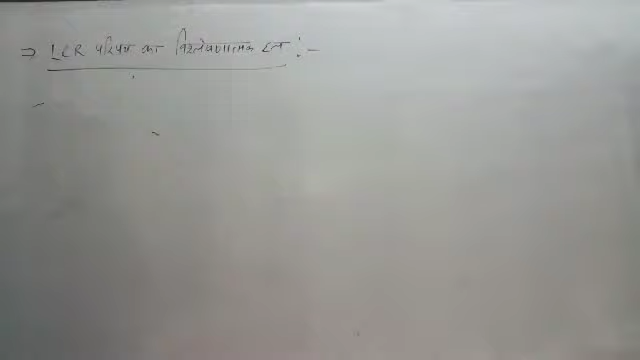 ⇒ LCR परिपथ का विश्लेषणात्मक हल :-